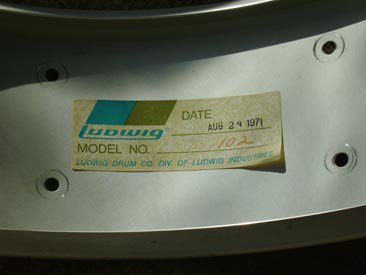 DATE AUG 24 1971
Ludwig
MODEL NO. 102
LUDWIG DRUM CO. DIV. OF LUDWIG INDUSTRIES